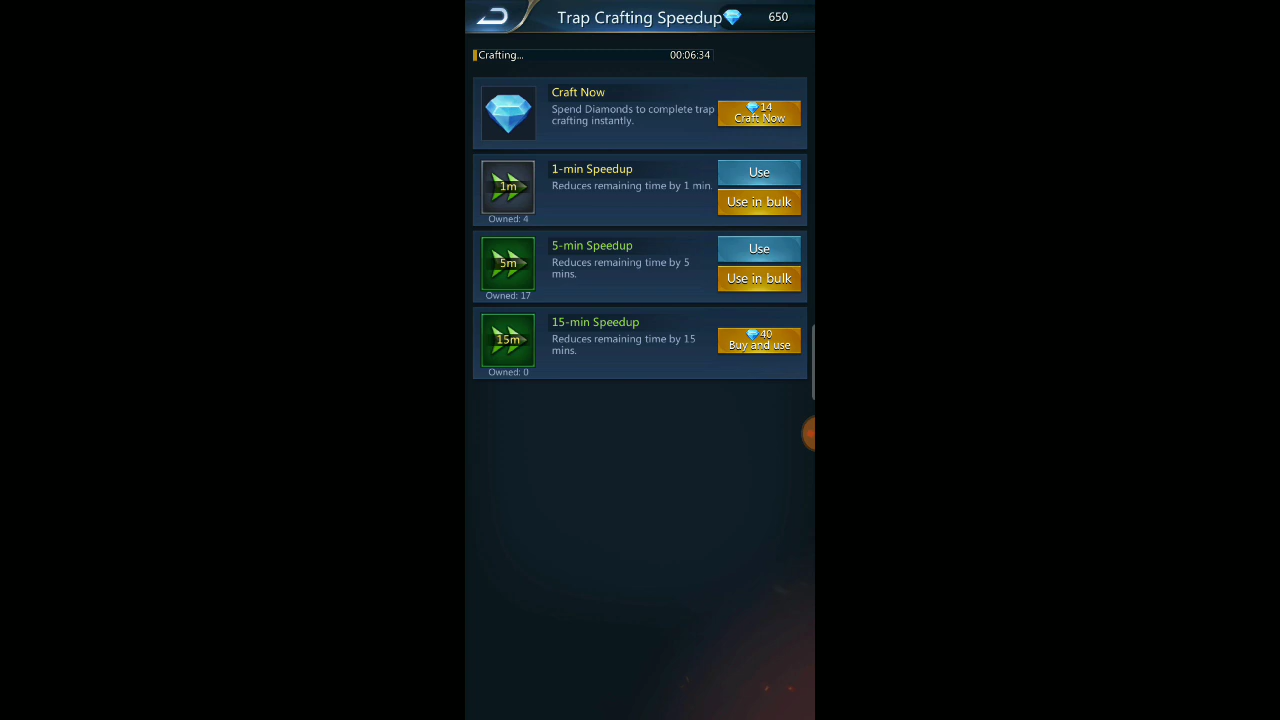 Trap Crafting Speedup 650
Crafting... 00:06:34
Craft Now
Spend Diamonds to complete trap
crafting instantly.
14
Craft Now
1m
Owned: 4
1-min Speedup
Reduces remaining time by 1 min.
Use
Use in bulk
5m
Owned: 17
5-min Speedup
Reduces remaining time by 5
mins.
Use
Use in bulk
15m
Owned: 0
15-min Speedup
Reduces remaining time by 15
mins.
40
Buy and use